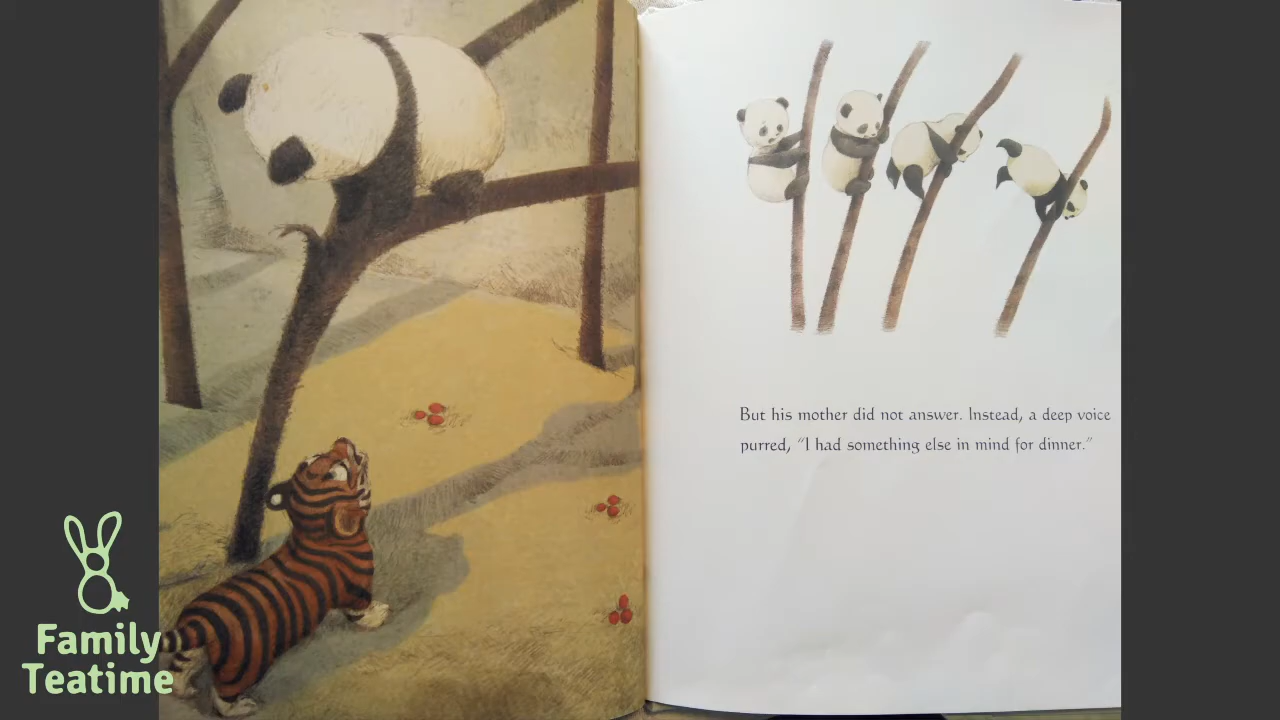 But his mother did not answer. Instead, a deep voice
purred, “I had something else in mind for dinner.”
Family
Teatime